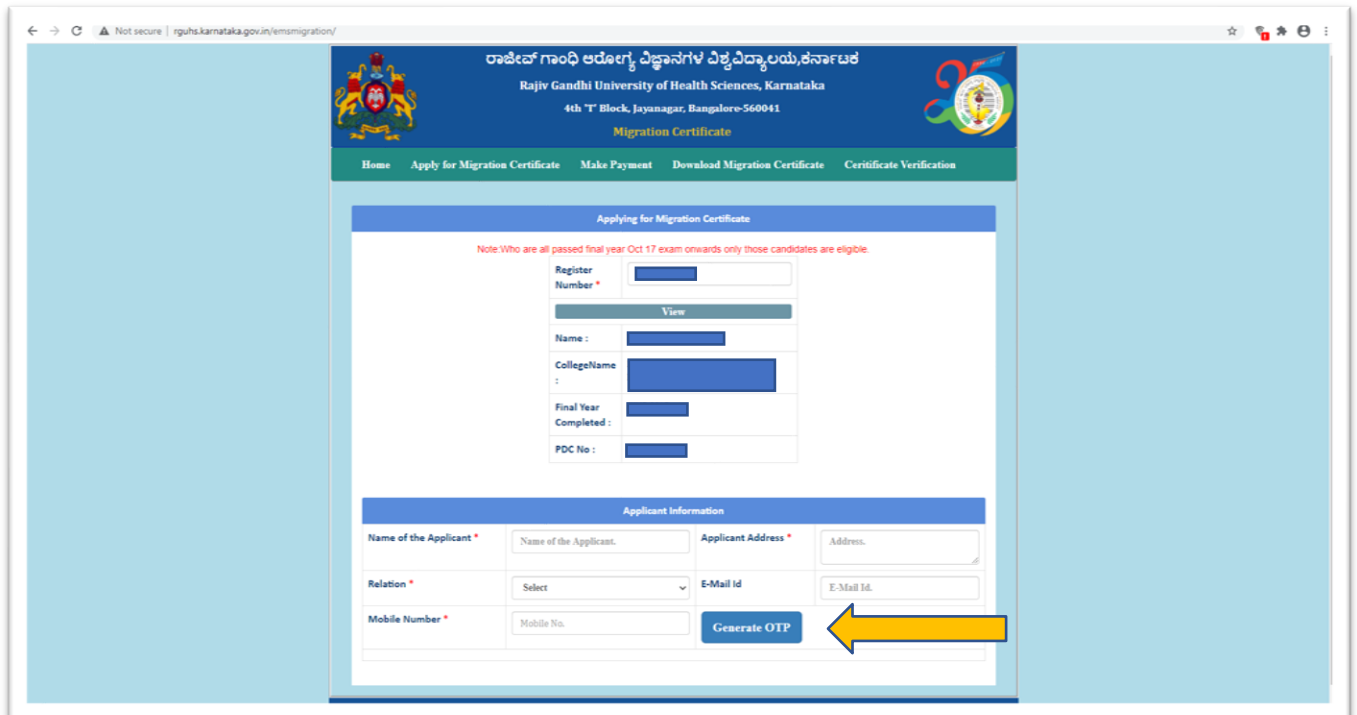 Not secure | rguhs.karnataka.gov.in/emsmigration/
ರಾಜೀವ್ ಗಾಂಧಿ ಆರೋಗ್ಯ ವಿಜ್ಞಾನಗಳ ವಿಶ್ವವಿದ್ಯಾಲಯ,ಕರ್ನಾಟಕ
Rajiv Gandhi University of Health Sciences, Karnataka
4th 'T' Block, Jayanagar, Bangalore-560041
Migration Certificate
25
Home Apply for Migration Certificate Make Payment Download Migration Certificate Ceritificate Verification
Applying for Migration Certificate
Note:Who are all passed final year Oct 17 exam onwards only those candidates are eligible.
Register
Number *
View
Name :
CollegeName
:
Final Year
Completed :
PDC No :
Applicant Information
Name of the Applicant * Name of the Applicant. Applicant Address * Address.
Relation * Select E-Mail Id E-Mail Id.
Mobile Number * Mobile No. Generate OTP